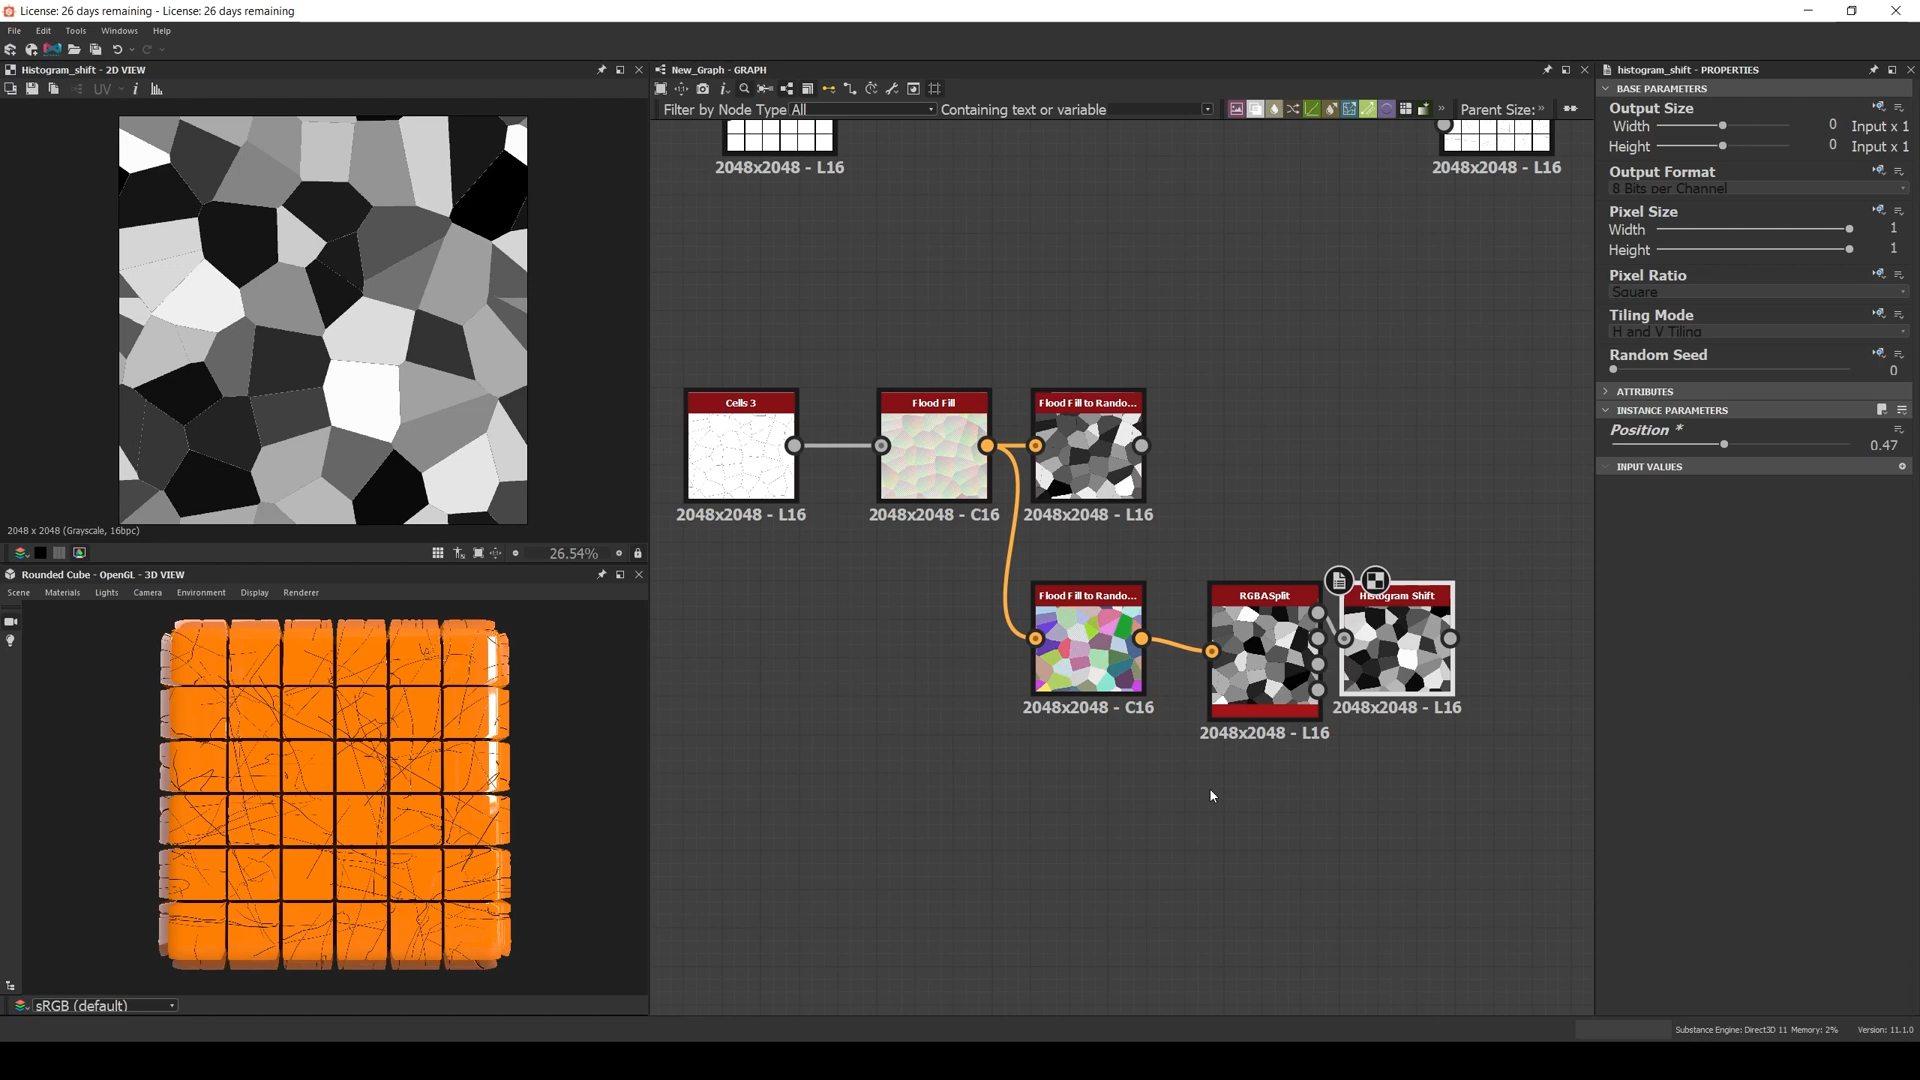 License: 26 days remaining - License: 26 days remaining
File Edit Tools Windows Help
Histogram_shift - 2D VIEW
UV
2048 x 2048 (Grayscale, 16bpc)
26.54%
Rounded Cube - OpenGL - 3D VIEW
Scene Materials Lights Camera Environment Display Renderer
sRGB (default)
New_Graph - GRAPH
Filter by Node Type All Containing text or variable Parent Size:
2048x2048 - L16 2048x2048 - L16
Cells 3 Flood Fill Flood Fill to Rando...
2048x2048 - L16 2048x2048 - C16 2048x2048 - L16
Flood Fill to Rando... RGBASplit Histogram Shift
2048x2048 - C16 2048x2048 - L16
2048x2048 - L16
histogram_shift - PROPERTIES
BASE PARAMETERS
Output Size
Width 0 Input x 1
Height 0 Input x 1
Output Format
8 Bits per Channel
Pixel Size
Width 1
Height 1
Pixel Ratio
Square
Tiling Mode
H and V Tiling
Random Seed
0
ATTRIBUTES
INSTANCE PARAMETERS
Position *
0.47
INPUT VALUES
Substance Engine: Direct3D 11 Memory: 2% Version: 11.1.0